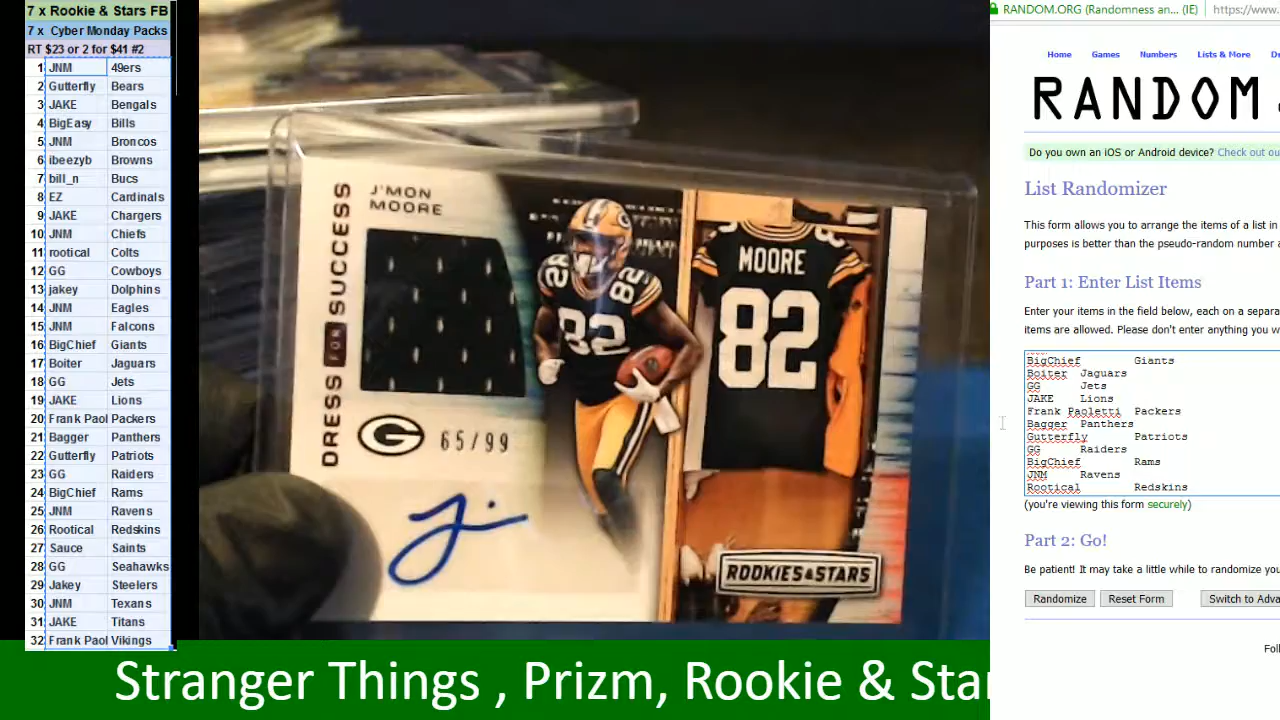 7 x Rookie & Stars FB
7 x Cyber Monday Packs
RT $23 or 2 for $41 #2
1 JNM 49ers
2 Gutterfly Bears
3 JAKE Bengals
4 BigEasy Bills
5 JNM Broncos
6 ibeezyb Browns
7 bill_n Bucs
8 EZ Cardinals
9 JAKE Chargers
10 JNM Chiefs
11 rootical Colts
12 GG Cowboys
13 jakey Dolphins
14 JNM Eagles
15 JNM Falcons
16 BigChief Giants
17 Boiter Jaguars
18 GG Jets
19 JAKE Lions
20 Frank Paol Packers
21 Bagger Panthers
22 Gutterfly Patriots
23 GG Raiders
24 BigChief Rams
25 JNM Ravens
26 Rootical Redskins
27 Sauce Saints
28 GG Seahawks
29 Jakey Steelers
30 JNM Texans
31 JAKE Titans
32 Frank Paol Vikings
DRESS FOR SUCCESS
J'MON
MOORE
82
82
65/99
G
MOORE
82
ROOKIES & STARS
Stranger Things , Prizm, Rookie & Star
RANDOM.ORG (Randomness an... (IE) https://www.
Home Games Numbers Lists & More
RANDOM
Do you own an iOS or Android device? Check out ou
List Randomizer
This form allows you to arrange the items of a list in
purposes is better than the pseudo-random number a
Part 1: Enter List Items
Enter your items in the field below, each on a separa
items are allowed. Please don't enter anything you w
BigChief Giants
Boiter Jaguars
GG Jets
JAKE Lions
Frank Paoletti Packers
Bagger Panthers
Gutterfly Patriots
GG Raiders
BigChief Rams
JNM Ravens
Rootical Redskins
(you're viewing this form securely)
Part 2: Go!
Be patient! It may take a little while to randomize you
Randomize Reset Form Switch to Adva
Foll